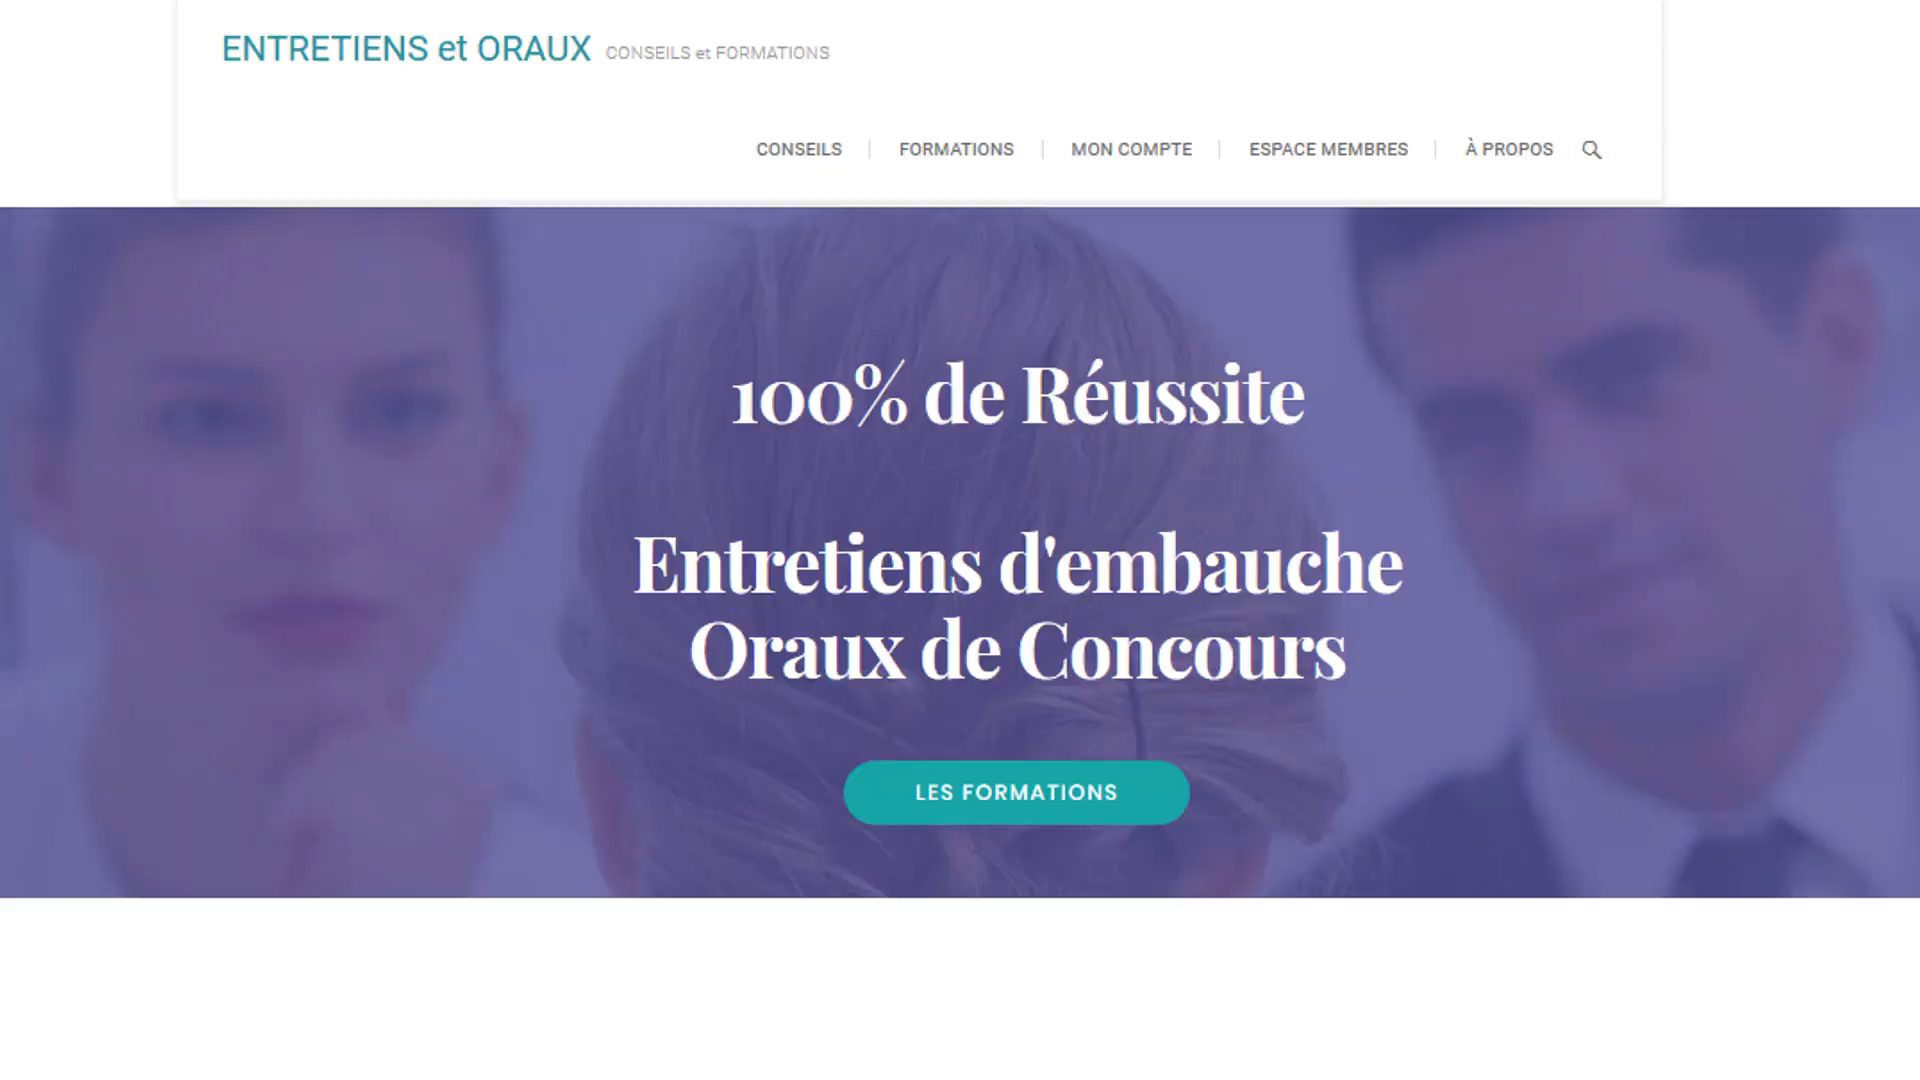 ENTRETIENS et ORAUX CONSEILS et FORMATIONS
CONSEILS FORMATIONS MON COMPTE ESPACE MEMBRES À PROPOS
100% de Réussite
Entretiens d'embauche
Oraux de Concours
LES FORMATIONS